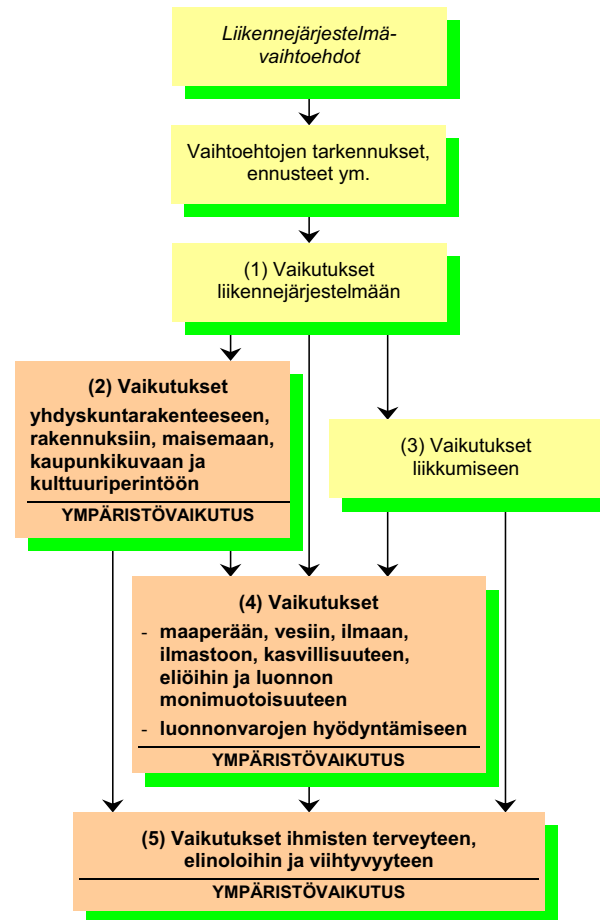 Liikennejärjestelmä-
vaihtoehdot
Vaihtoehtojen tarkennukset,
ennusteet ym.
(1) Vaikutukset
liikennejärjestelmään
(2) Vaikutukset
yhdyskuntarakenteeseen,
rakennuksiin, maisemaan,
kaupunkikuvaan ja
kulttuuriperintöön
YMPÄRISTÖVAIKUTUS
(3) Vaikutukset
liikkumiseen
(4) Vaikutukset
- maaperään, vesiin, ilmaan,
ilmastoon, kasvillisuuteen,
eliöihin ja luonnon
monimuotoisuuteen
- luonnonvarojen hyödyntämiseen
YMPÄRISTÖVAIKUTUS
(5) Vaikutukset ihmisten terveyteen,
elinoloihin ja viihtyvyyteen
YMPÄRISTÖVAIKUTUS